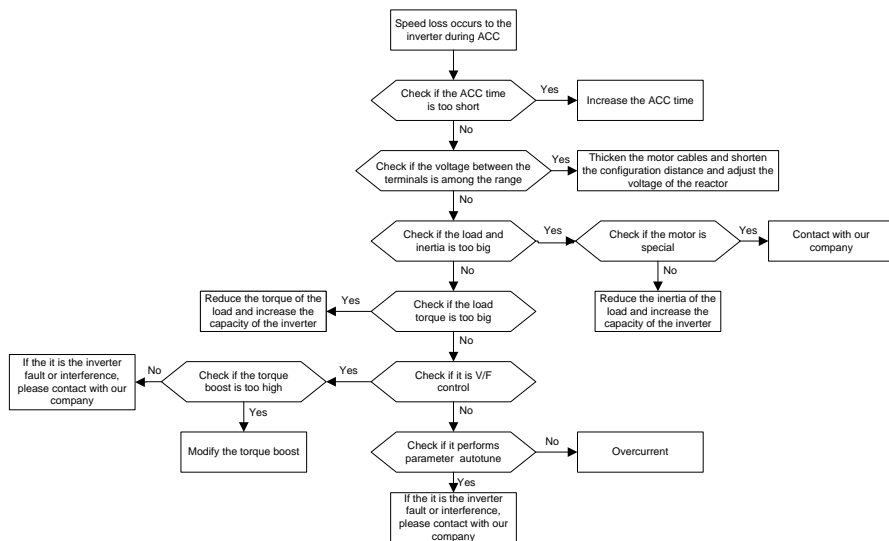 Speed loss occurs to the
inverter during ACC
Check if the ACC time
is too short
Yes
Increase the ACC time
No
Check if the voltage between the
terminals is among the range
Yes
Thicken the motor cables and shorten
the configuration distance and adjust the
voltage of the reactor
No
Check if the load and
inertia is too big
Yes
Check if the motor is
special
Yes
Contact with our
company
No
No
Reduce the torque of the
load and increase the
capacity of the inverter
Yes
Check if the load
torque is too big
Reduce the inertia of the
load and increase the
capacity of the inverter
No
If the it is the inverter
fault or interference,
please contact with our
company
No
Check if the torque
boost is too high
Yes
Check if it is V/F
control
Yes
No
Modify the torque boost
Check if it performs
parameter autotune
No
Overcurrent
Yes
If the it is the inverter
fault or interference,
please contact with our
company